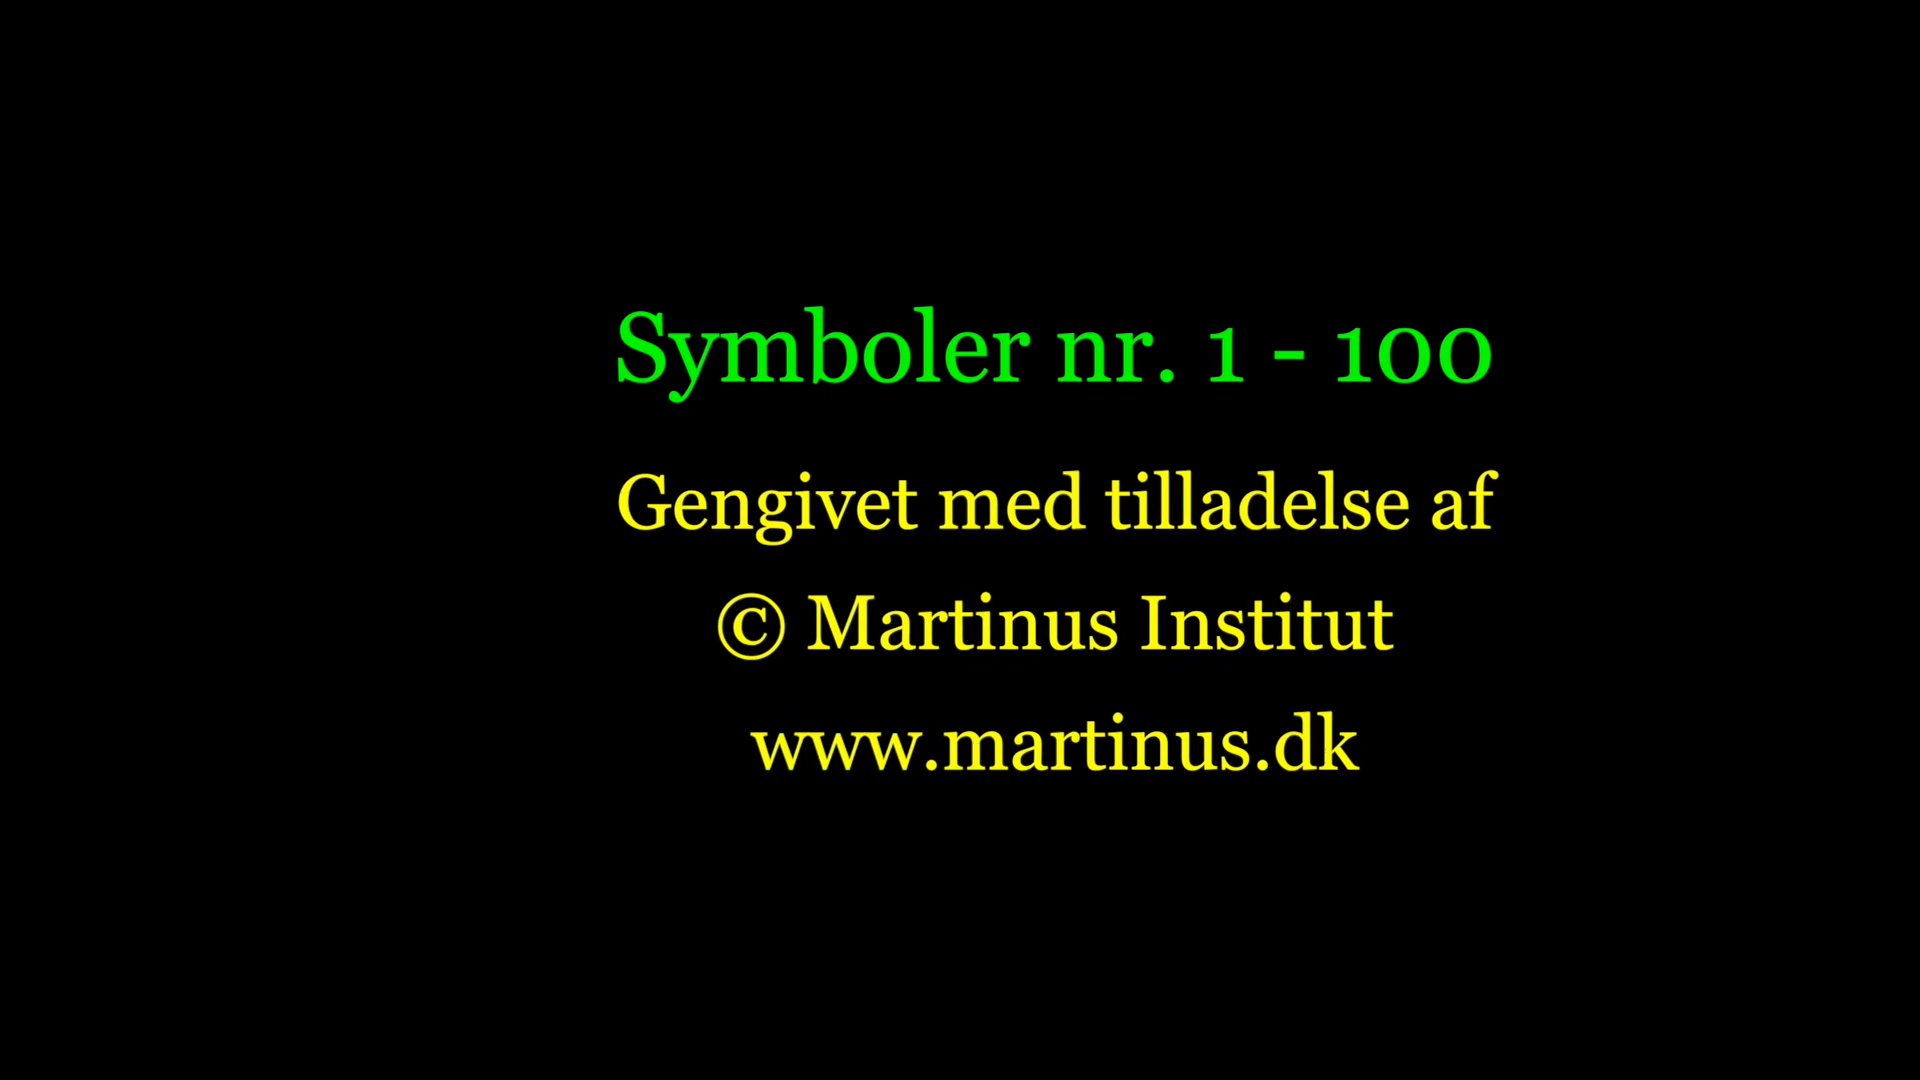 Symboler nr. 1 - 100
Gengivet med tilladelse af
© Martinus Institut
www.martinus.dk